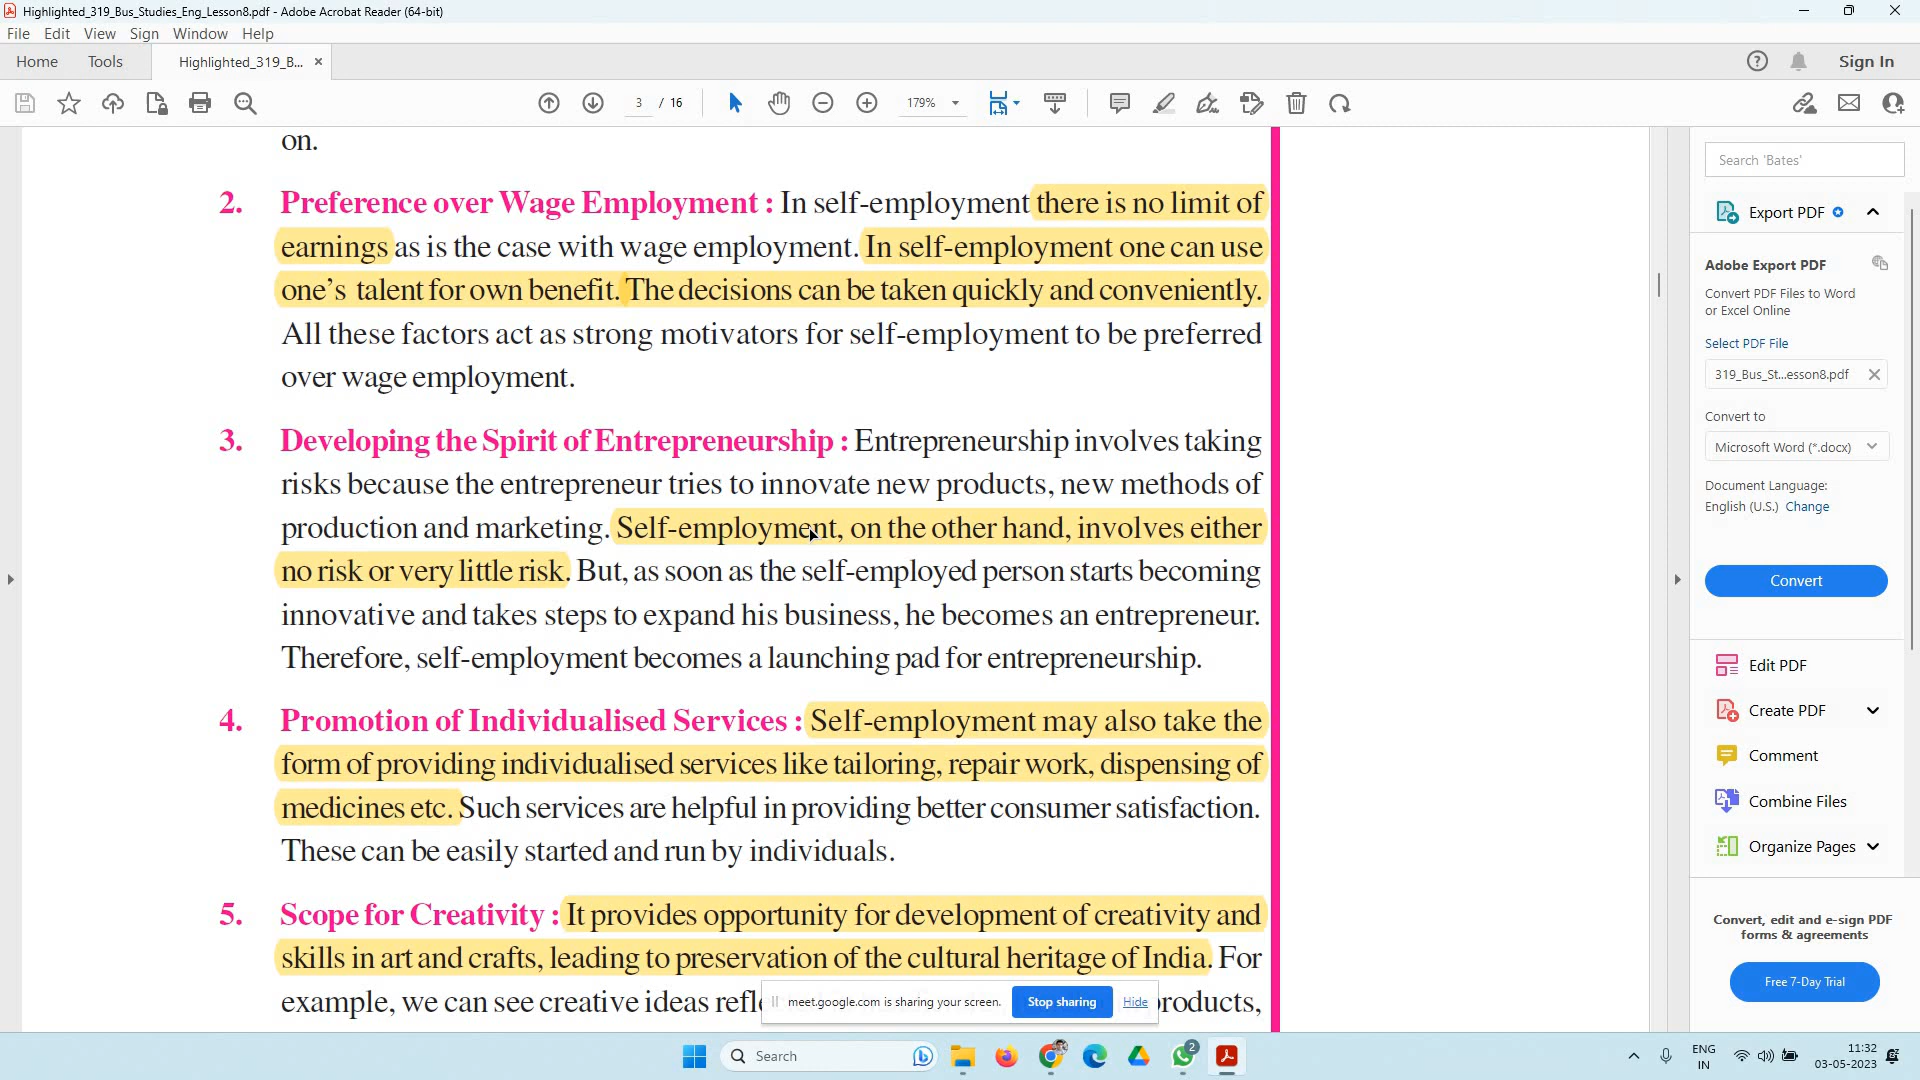 Highlighted_319_Bus_Studies_Eng_Lesson8.pdf - Adobe Acrobat Reader (64-bit)
File Edit View Sign Window Help
Home Tools Highlighted_319_B... × Sign In
3 / 16 179%
on.
2. Preference over Wage Employment : In self-employment there is no limit of
earnings as is the case with wage employment. In self-employment one can use
one's talent for own benefit. The decisions can be taken quickly and conveniently.
All these factors act as strong motivators for self-employment to be preferred
over wage employment.
3. Developing the Spirit of Entrepreneurship : Entrepreneurship involves taking
risks because the entrepreneur tries to innovate new products, new methods of
production and marketing. Self-employment, on the other hand, involves either
no risk or very little risk. But, as soon as the self-employed person starts becoming
innovative and takes steps to expand his business, he becomes an entrepreneur.
Therefore, self-employment becomes a launching pad for entrepreneurship.
4. Promotion of Individualised Services : Self-employment may also take the
form of providing individualised services like tailoring, repair work, dispensing of
medicines etc. Such services are helpful in providing better consumer satisfaction.
These can be easily started and run by individuals.
5. Scope for Creativity : It provides opportunity for development of creativity and
skills in art and crafts, leading to preservation of the cultural heritage of India. For
example, we can see creative ideas
meet.google.com is sharing your screen. Stop sharing Hide
Search 'Bates'
Export PDF
Adobe Export PDF
Convert PDF Files to Word
or Excel Online
Select PDF File
319_Bus_St...esson8.pdf
Convert to
Microsoft Word (*.docx)
Document Language:
English (U.S.) Change
Convert
Edit PDF
Create PDF
Comment
Combine Files
Organize Pages
Convert, edit and e-sign PDF
forms & agreements
Free 7-Day Trial
Search
2
ENG
IN
11:32
03-05-2023